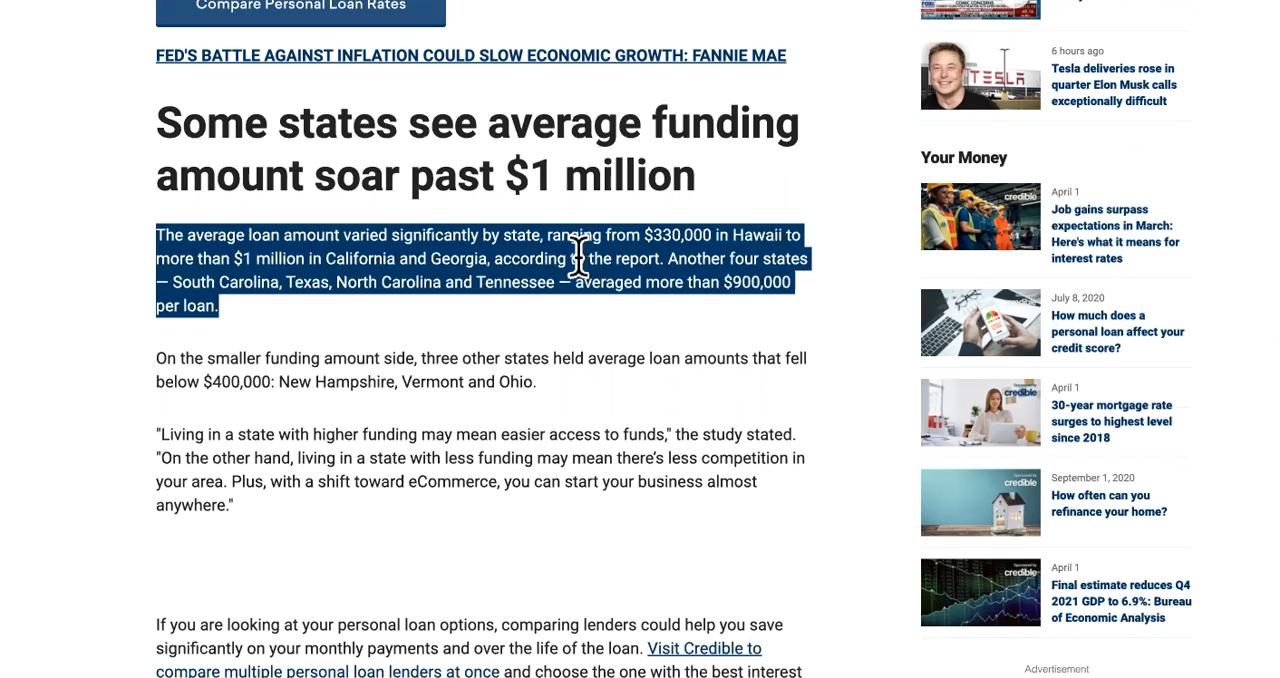 Compare Personal Loan Rates
FED'S BATTLE AGAINST INFLATION COULD SLOW ECONOMIC GROWTH: FANNIE MAE
Some states see average funding
amount soar past $1 million
The average loan amount varied significantly by state, ranging from $330,000 in Hawaii to
more than $1 million in California and Georgia, according to the report. Another four states
— South Carolina, Texas, North Carolina and Tennessee — averaged more than $900,000
per loan.
On the smaller funding amount side, three other states held average loan amounts that fell
below $400,000: New Hampshire, Vermont and Ohio.
"Living in a state with higher funding may mean easier access to funds," the study stated.
"On the other hand, living in a state with less funding may mean there's less competition in
your area. Plus, with a shift toward eCommerce, you can start your business almost
anywhere."
If you are looking at your personal loan options, comparing lenders could help you save
significantly on your monthly payments and over the life of the loan. Visit Credible to
compare multiple personal loan lenders at once and choose the one with the best interest
6 hours ago
Tesla deliveries rose in
quarter Elon Musk calls
exceptionally difficult
TESLA
Your Money
credible
April 1
Job gains surpass
expectations in March:
Here's what it means for
interest rates
July 8, 2020
How much does a
personal loan affect your
credit score?
credible
April 1
30-year mortgage rate
surges to highest level
since 2018
credible
September 1, 2020
How often can you
refinance your home?
credible
April 1
Final estimate reduces Q4
2021 GDP to 6.9%: Bureau
of Economic Analysis
Advertisement